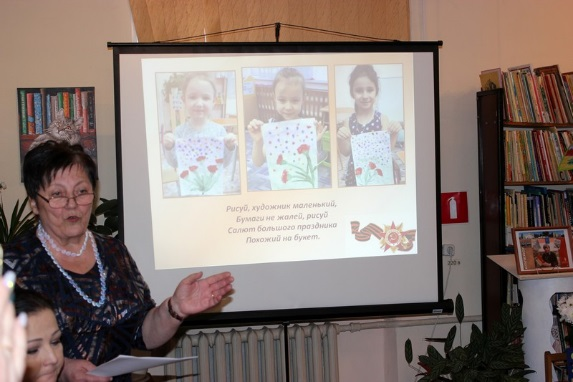 Рисуй, художник маленький,
Бумаги не жалей, рисуй
Салют большого праздника
Похожий на букет.